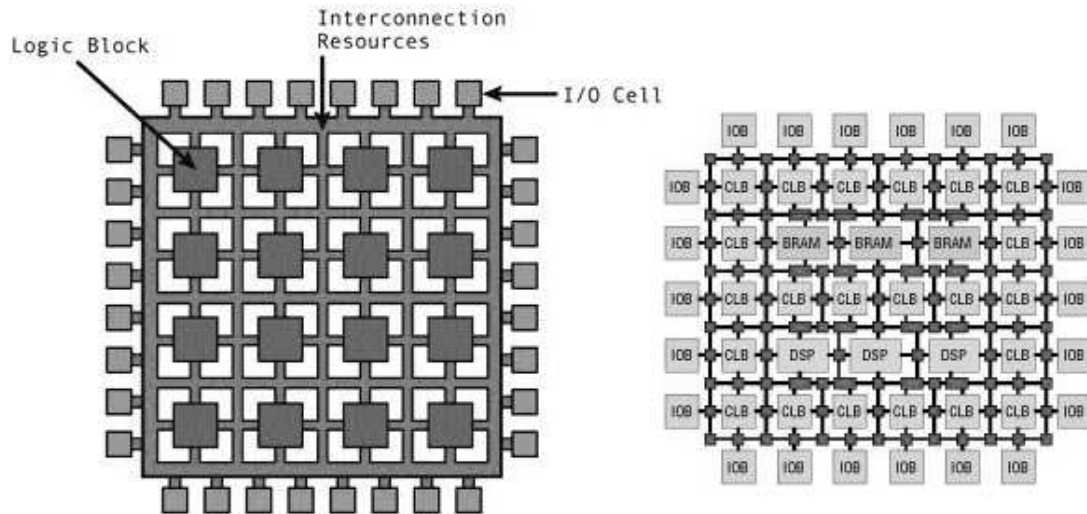 Interconnection
Resources
Logic Block
I/O Cell
IOB IOB IOB IOB IOB IOB
IOB CLB CLB CLB CLB CLB CLB IOB
IOB CLB BRAM BRAM BRAM CLB IOB
IOB CLB CLB CLB CLB CLB CLB IOB
IOB CLB DSP DSP DSP CLB IOB
IOB CLB CLB CLB CLB CLB CLB IOB
IOB IOB IOB IOB IOB IOB